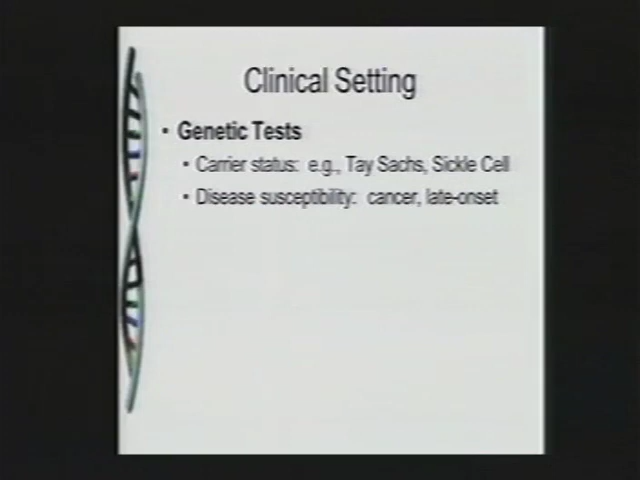 Clinical Setting
• Genetic Tests
• Carrier status: e.g., Tay Sachs, Sickle Cell
• Disease susceptibility: cancer, late-onset